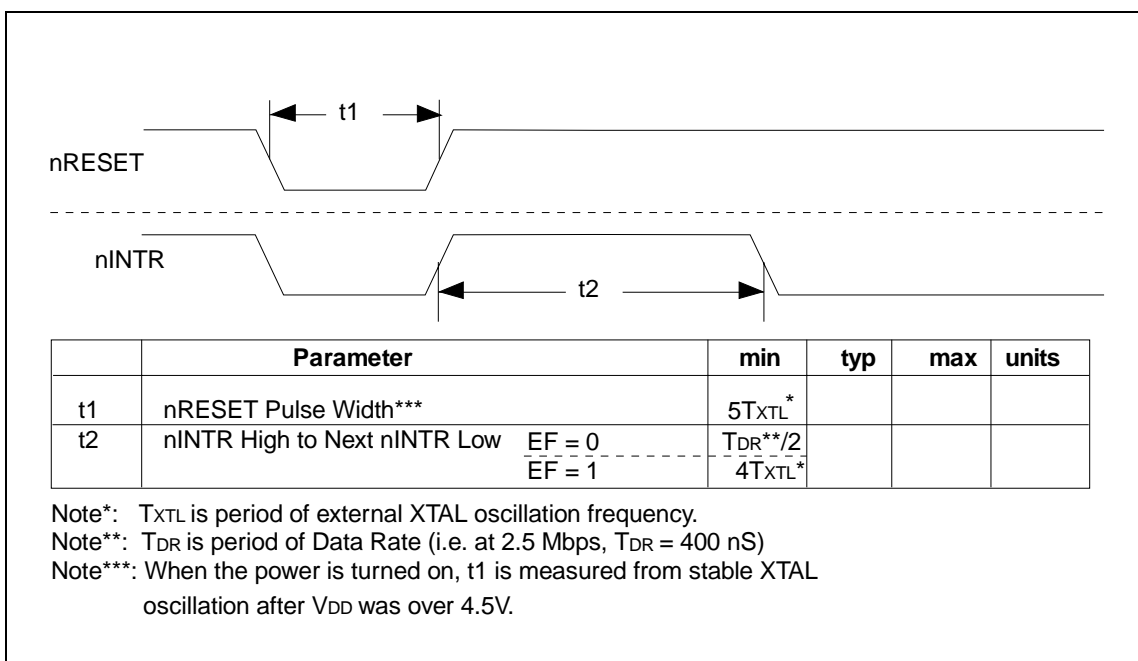 t1
nRESET
nINTR
t2
Parameter min typ max units
t1 nRESET Pulse Width*** 5TXTL*
t2 nINTR High to Next nINTR Low EF = 0 TDR**/2
EF = 1 4TXTL*
Note*: TXTL is period of external XTAL oscillation frequency.
Note**: TDR is period of Data Rate (i.e. at 2.5 Mbps, TDR = 400 nS)
Note***: When the power is turned on, t1 is measured from stable XTAL
oscillation after VDD was over 4.5V.